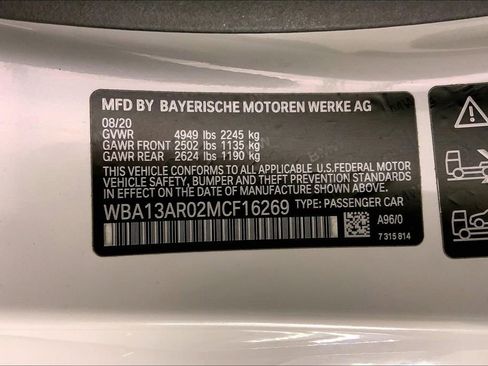 MFD BY BAYERISCHE MOTOREN WERKE AG
08/20
GVWR 4949 lbs 2245 kg
GAWR FRONT 2502 lbs 1135 kg
GAWR REAR 2624 lbs 1190 kg
THIS VEHICLE CONFORMS TO ALL APPLICABLE U.S.FEDERAL MOTOR
VEHICLE SAFETY, BUMPER, AND THEFT PREVENTION STANDARDS
IN EFFECT ON THE DATE OF MANUFACTURE SHOWN ABOVE.
WBA13AR02MCF16269 TYPE: PASSENGER CAR
A96/0
7 315 814